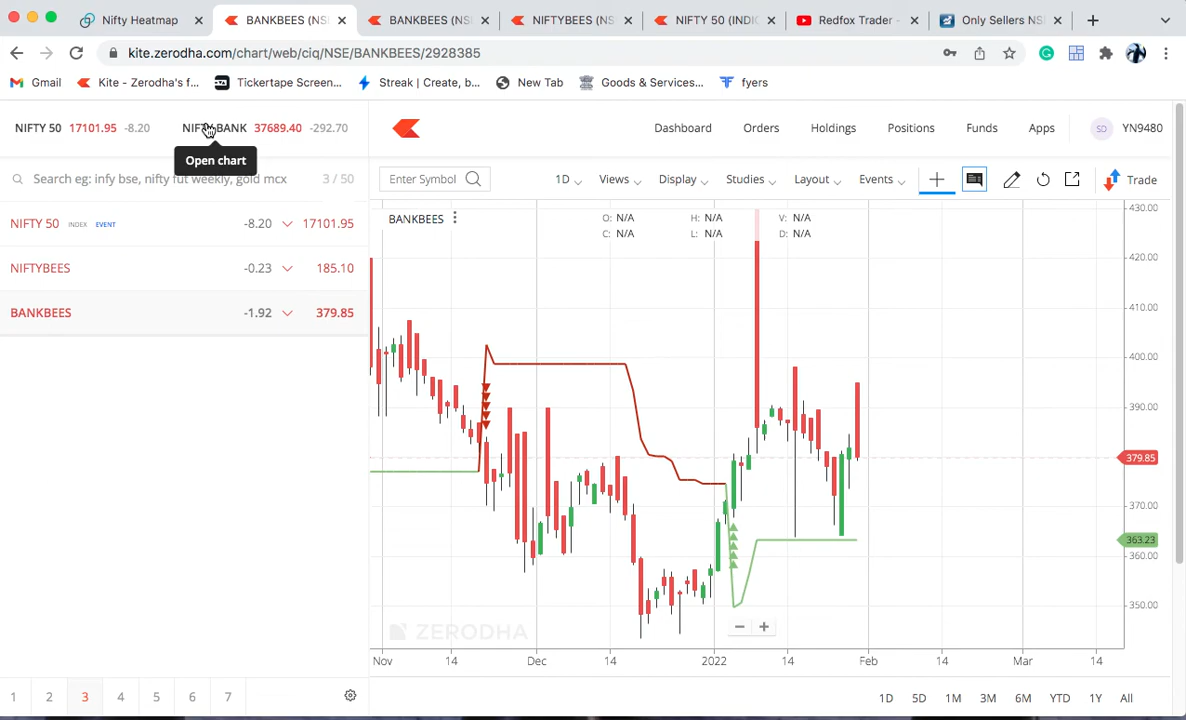 Nifty Heatmap
BANKBEES (NS
BANKBEES (NS
NIFTYBEES (NS
NIFTY 50 (INDIC
Redfox Trader -
Only Sellers NS
kite.zerodha.com/chart/web/ciq/NSE/BANKBEES/2928385
Gmail
Kite - Zerodha's f...
Tickertape Screen...
Streak | Create, b...
New Tab
Goods & Services...
fyers
NIFTY 50 17101.95 -8.20
NIFTY BANK 37689.40 -292.70
Dashboard
Orders
Holdings
Positions
Funds
Apps
SD
YN9480
Open chart
Search eg: infy bse, nifty fut weekly, gold mcx
3 / 50
Enter Symbol
1D
Views
Display
Studies
Layout
Events
Trade
NIFTY 50 INDEX EVENT -8.20 17101.95
NIFTYBEES -0.23 185.10
BANKBEES -1.92 379.85
BANKBEES
O: N/A H: N/A V: N/A
C: N/A L: N/A D: N/A
430.00
420.00
410.00
400.00
390.00
379.85
370.00
363.23
360.00
350.00
ZERODHA
Nov 14 Dec 14 2022 14 Feb 14 Mar 14
1 2 3 4 5 6 7
1D 5D 1M 3M 6M YTD 1Y All